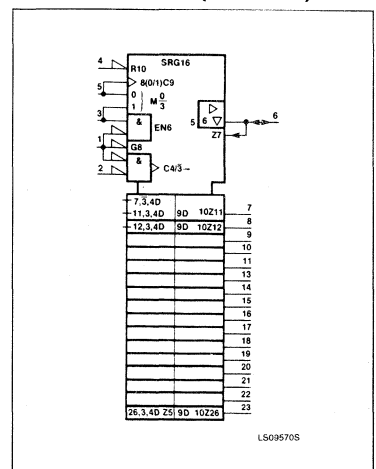 SRG16
4
R10
5
8(0/1)C9
0
M 0/3
1
3
&
EN6
1
G8
&
2
C4/3̅→
5
6
6
Z7
7,3̅,4D
11,3,4D 9D 10Z11 7
12,3,4D 9D 10Z12 8
9
10
11
13
14
15
16
17
18
19
20
21
22
26,3,4D Z5 9D 10Z26 23
LS09570S